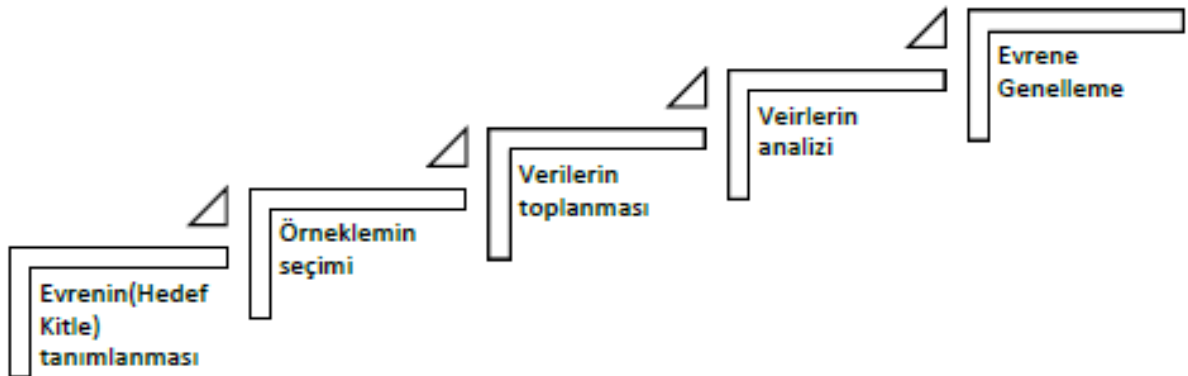 Evrenin(Hedef
Kitle)
tanımlanması
Örneklemin
seçimi
Verilerin
toplanması
Veirlerin
analizi
Evrene
Genelleme